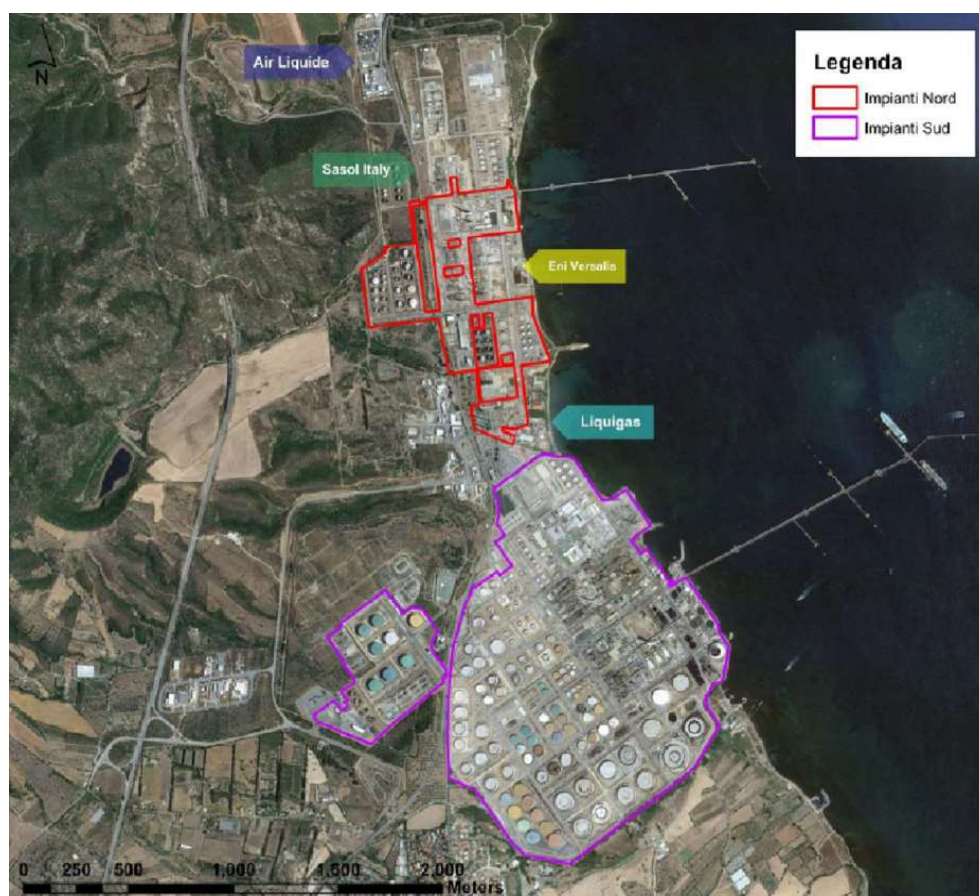 Air Liquide
N
Legenda
Impianti Nord
Impianti Sud
Sasol Italy
Eni Versalis
Liquigas
0 250 500 1,000 1,500 2,000
Meters